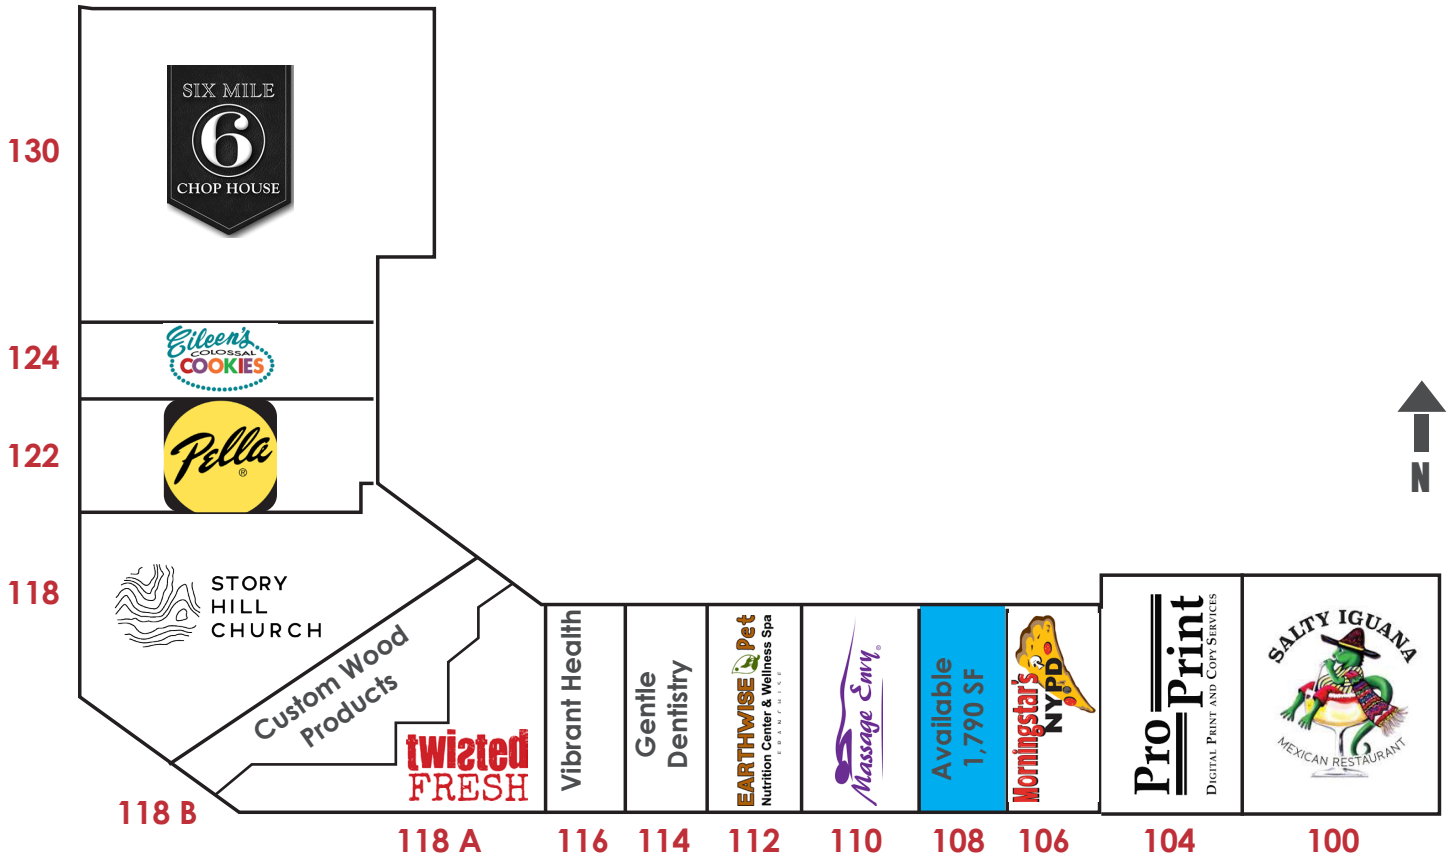 130
SIX MILE
6
CHOP HOUSE
124
Eileen's
COLOSSAL
COOKIES
122
Pella
®
118
STORY
HILL
CHURCH
118 B
Custom Wood
Products
twisted
FRESH
118 A
Vibrant Health
116
Gentle
Dentistry
114
EARTHWISE Pet
Nutrition Center & Wellness Spa
FRANCHISE
112
Massage Envy®
110
Available
1,790 SF
108
Morningstar's
NYPD
106
Pro Print
DIGITAL PRINT AND COPY SERVICES
104
SALTY IGUANA
MEXICAN RESTAURANT
100
N